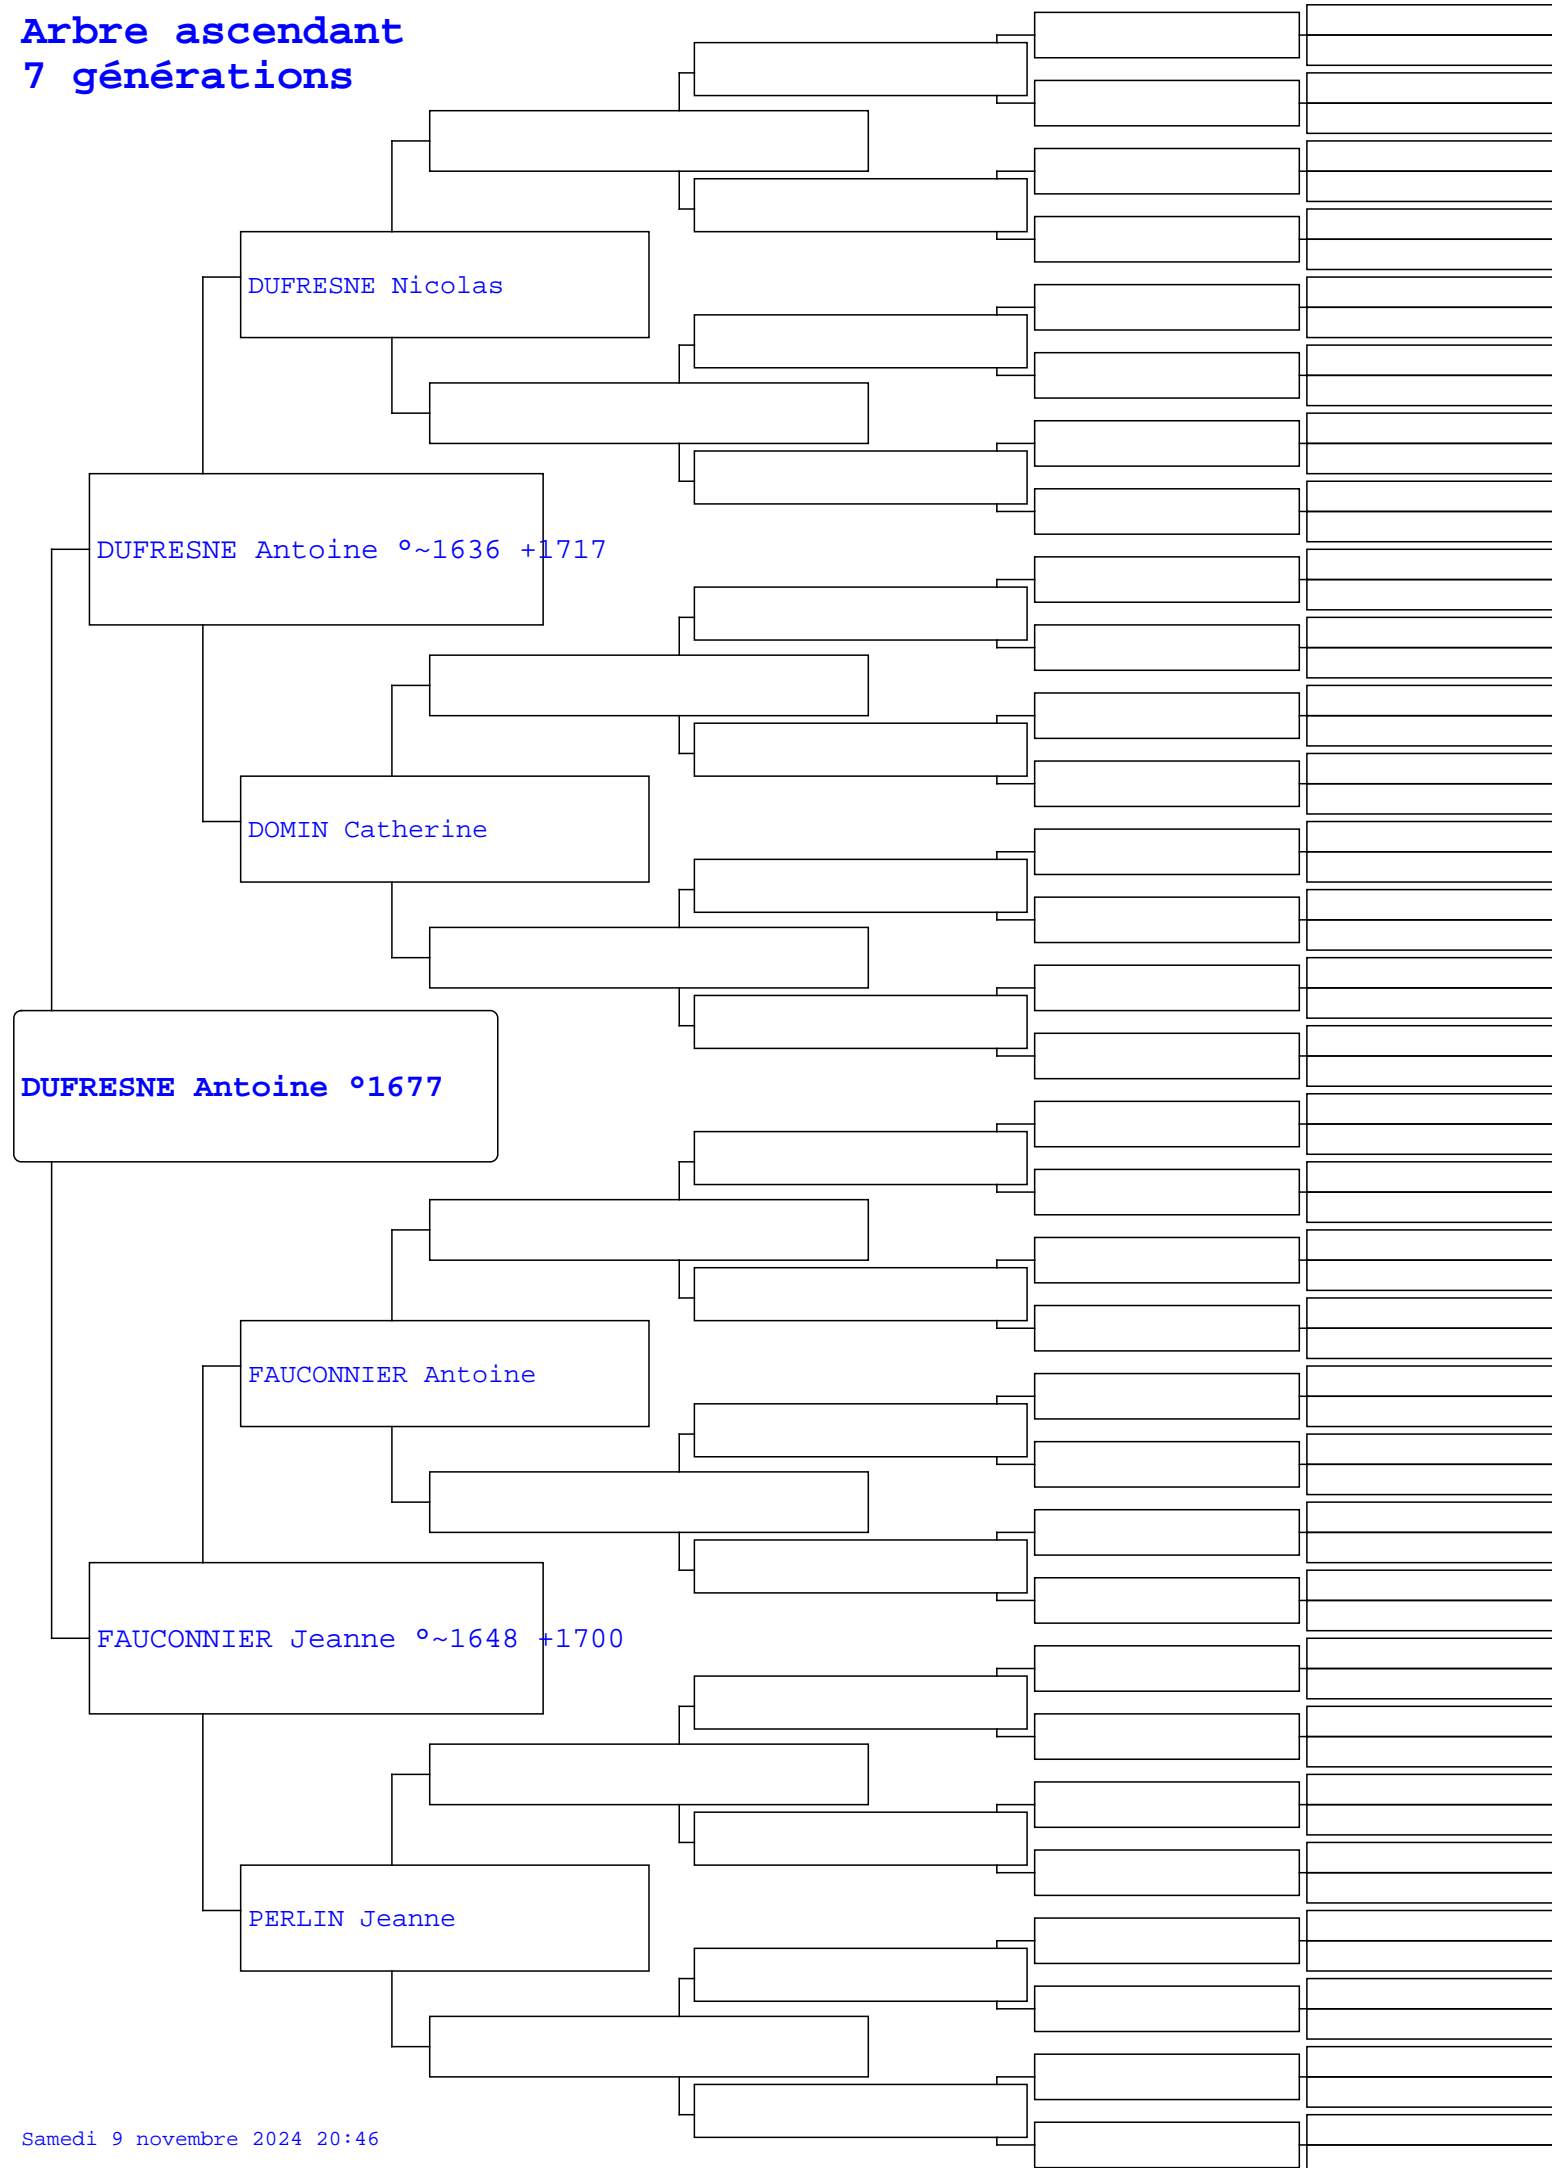 Arbre ascendant
7 générations
DUFRESNE Nicolas
DUFRESNE Antoine °~1636 +1717
DOMIN Catherine
DUFRESNE Antoine °1677
FAUCONNIER Antoine
FAUCONNIER Jeanne °~1648 +1700
PERLIN Jeanne
Samedi 9 novembre 2024 20:46